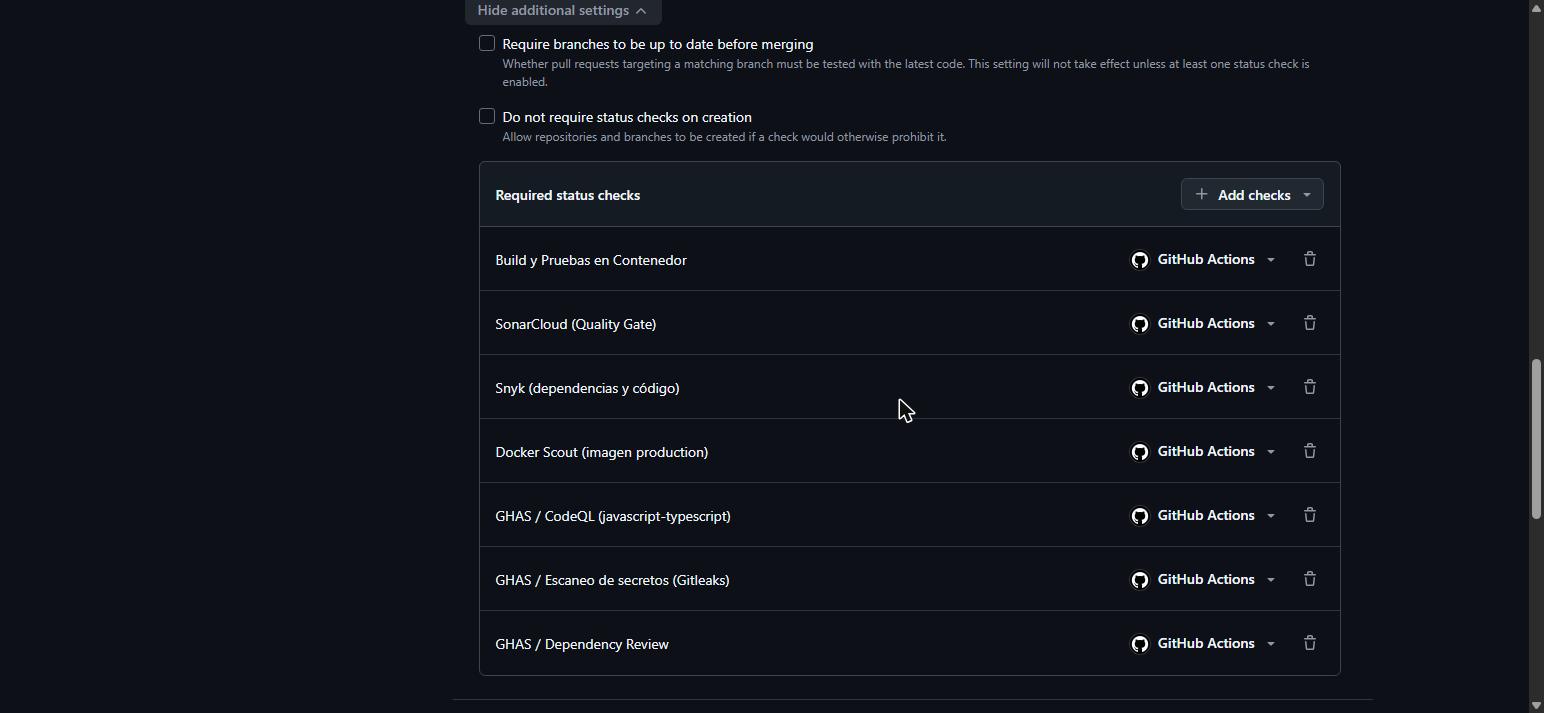 Hide additional settings
Require branches to be up to date before merging
Whether pull requests targeting a matching branch must be tested with the latest code. This setting will not take effect unless at least one status check is
enabled.
Do not require status checks on creation
Allow repositories and branches to be created if a check would otherwise prohibit it.
Required status checks
Add checks
Build y Pruebas en Contenedor
GitHub Actions
SonarCloud (Quality Gate)
GitHub Actions
Snyk (dependencias y código)
GitHub Actions
Docker Scout (imagen production)
GitHub Actions
GHAS / CodeQL (javascript-typescript)
GitHub Actions
GHAS / Escaneo de secretos (Gitleaks)
GitHub Actions
GHAS / Dependency Review
GitHub Actions